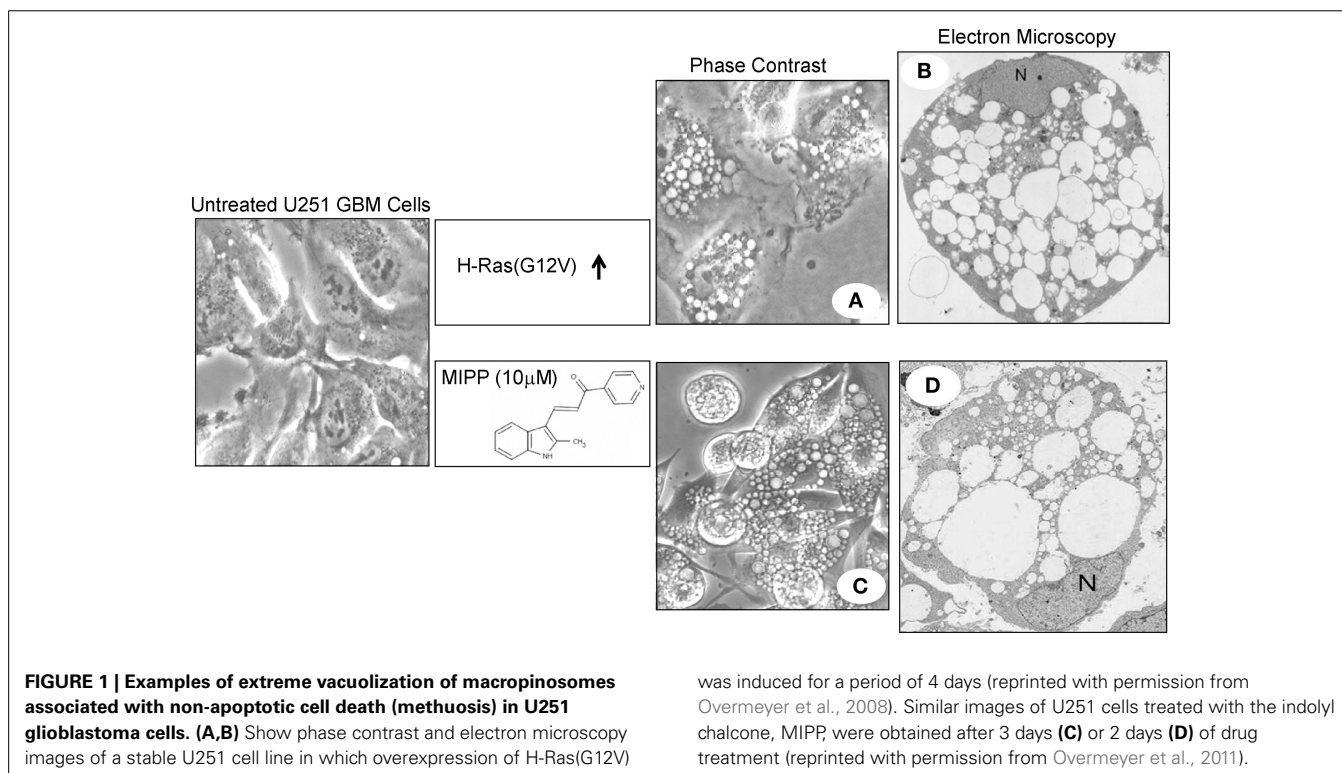 Electron Microscopy
Phase Contrast
B
N
A
Untreated U251 GBM Cells
H-Ras(G12V) ↑
MIPP (10μM)
O
N
CH3
NH
C
D
N
FIGURE 1 | Examples of extreme vacuolization of macropinosomes
associated with non-apoptotic cell death (methuosis) in U251
glioblastoma cells. (A,B) Show phase contrast and electron microscopy
images of a stable U251 cell line in which overexpression of H-Ras(G12V)
was induced for a period of 4 days (reprinted with permission from
Overmeyer et al., 2008). Similar images of U251 cells treated with the indolyl
chalcone, MIPP, were obtained after 3 days (C) or 2 days (D) of drug
treatment (reprinted with permission from Overmeyer et al., 2011).